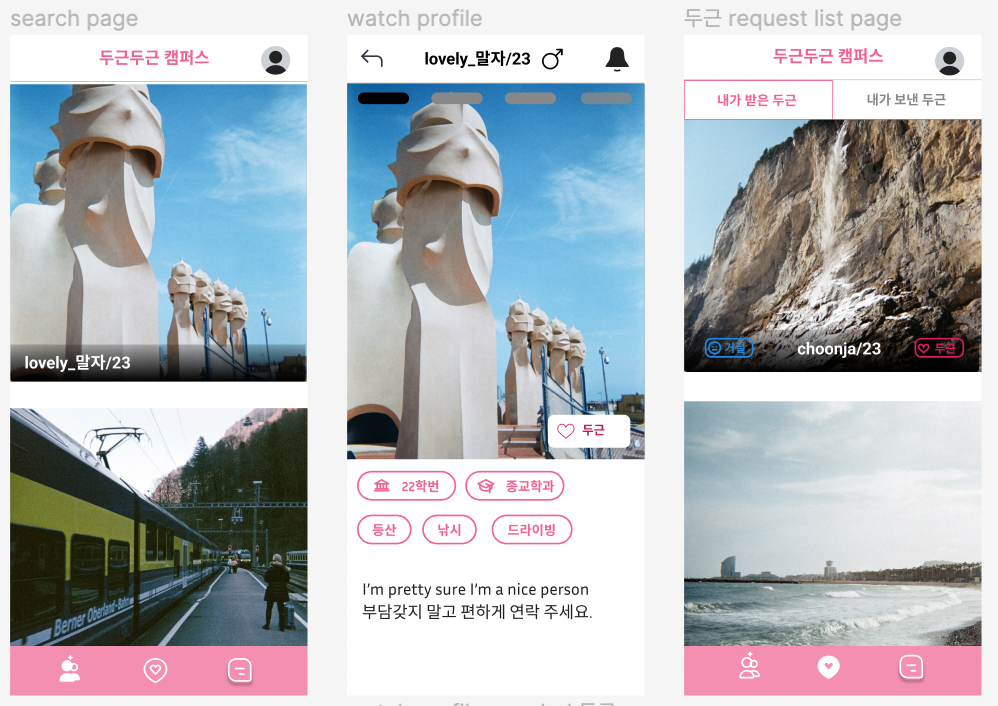 search page
두근두근 캠퍼스
lovely_말자/23
Berner Oberland-Bahn
watch profile
lovely_말자/23
두근
22학번
종교학과
등산
낚시
드라이빙
I'm pretty sure I'm a nice person
부담갖지 말고 편하게 연락 주세요.
두근 request list page
두근두근 캠퍼스
내가 받은 두근
내가 보낸 두근
거절
choonja/23
두근